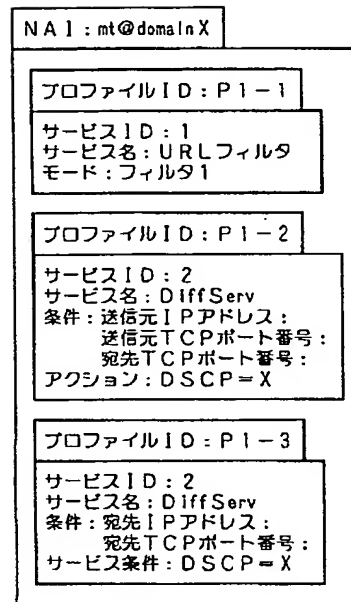 NAI:mt@domainX
プロファイルID:P1-1
サービスID:1
サービス名:URLフィルタ
モード:フィルタ1
プロファイルID:P1-2
サービスID:2
サービス名:DiffServ
条件:送信元IPアドレス:
送信元TCPポート番号:
宛先TCPポート番号:
アクション:DSCP=X
プロファイルID:P1-3
サービスID:2
サービス名:DiffServ
条件:宛先IPアドレス:
宛先TCPポート番号:
サービス条件:DSCP=X